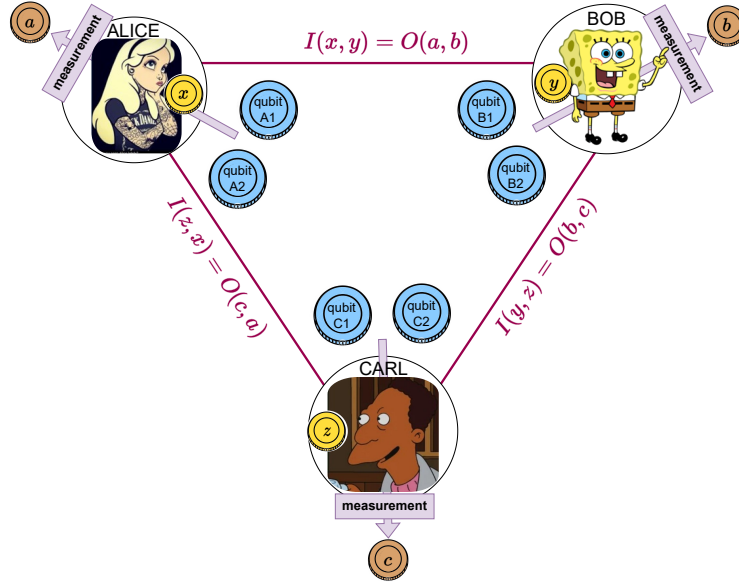 a
ALICE
measurement
x
I(x, y) = O(a, b)
BOB
measurement
b
y
qubit
A1
qubit
A2
qubit
B1
qubit
B2
I(z, x) = O(c, a)
I(y, z) = O(b, c)
qubit
C1
qubit
C2
CARL
z
measurement
c